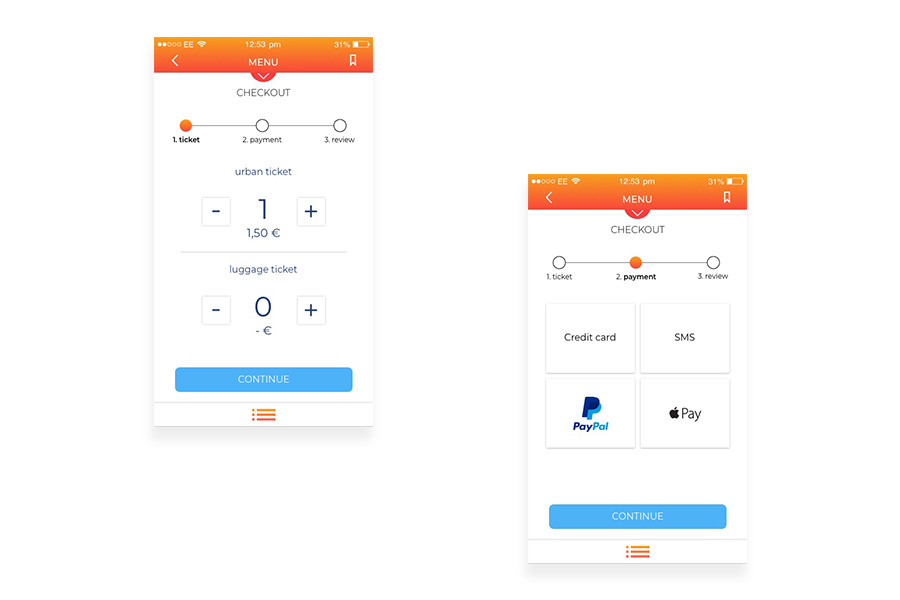 EE 12:53 pm 31%
MENU
CHECKOUT
1. ticket 2. payment 3. review
urban ticket
- 1 +
1,50 €
luggage ticket
- 0 +
- €
CONTINUE
EE 12:53 pm 31%
MENU
CHECKOUT
1. ticket 2. payment 3. review
Credit card SMS
PayPal Pay
CONTINUE